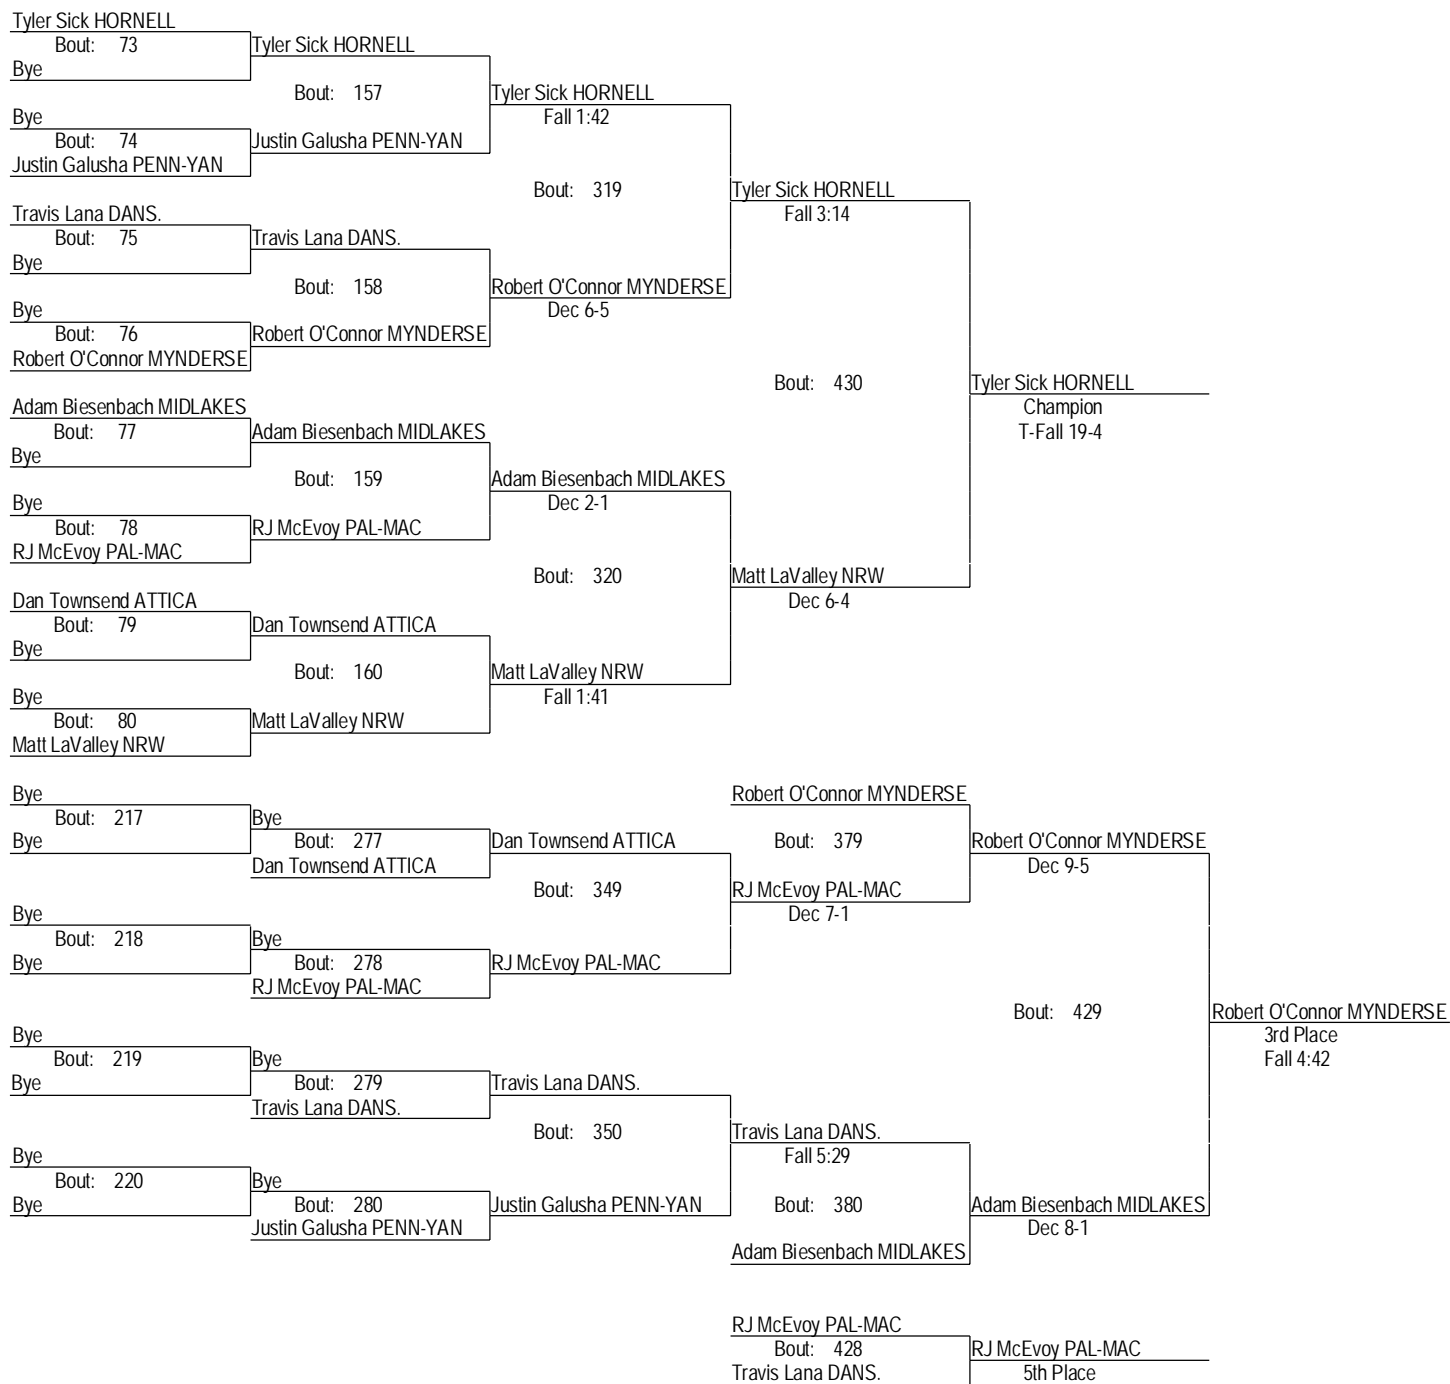 Tyler Sick HORNELL
Bout: 73
Bye
Tyler Sick HORNELL
Bout: 157
Bye
Bout: 74
Justin Galusha PENN-YAN
Justin Galusha PENN-YAN
Tyler Sick HORNELL
Fall 1:42
Bout: 319
Travis Lana DANS.
Bout: 75
Bye
Travis Lana DANS.
Bout: 158
Bye
Bout: 76
Robert O'Connor MYNDERSE
Robert O'Connor MYNDERSE
Robert O'Connor MYNDERSE
Dec 6-5
Tyler Sick HORNELL
Fall 3:14
Bout: 430
Tyler Sick HORNELL
Champion
T-Fall 19-4
Adam Biesenbach MIDLAKES
Bout: 77
Bye
Adam Biesenbach MIDLAKES
Bout: 159
Bye
Bout: 78
RJ McEvoy PAL-MAC
RJ McEvoy PAL-MAC
Adam Biesenbach MIDLAKES
Dec 2-1
Bout: 320
Dan Townsend ATTICA
Bout: 79
Bye
Dan Townsend ATTICA
Bout: 160
Bye
Bout: 80
Matt LaValley NRW
Matt LaValley NRW
Matt LaValley NRW
Fall 1:41
Matt LaValley NRW
Dec 6-4
Bye
Bout: 217
Bye
Bye
Bout: 277
Dan Townsend ATTICA
Dan Townsend ATTICA
Bout: 349
Bye
Bout: 218
Bye
Bye
Bout: 278
RJ McEvoy PAL-MAC
RJ McEvoy PAL-MAC
Robert O'Connor MYNDERSE
Bout: 379
RJ McEvoy PAL-MAC
Dec 7-1
Robert O'Connor MYNDERSE
Dec 9-5
Bout: 429
Robert O'Connor MYNDERSE
3rd Place
Fall 4:42
Bye
Bout: 219
Bye
Bye
Bout: 279
Travis Lana DANS.
Travis Lana DANS.
Bout: 350
Bye
Bout: 220
Bye
Bye
Bout: 280
Justin Galusha PENN-YAN
Justin Galusha PENN-YAN
Travis Lana DANS.
Fall 5:29
Bout: 380
Adam Biesenbach MIDLAKES
Adam Biesenbach MIDLAKES
Dec 8-1
RJ McEvoy PAL-MAC
Bout: 428
Travis Lana DANS.
RJ McEvoy PAL-MAC
5th Place